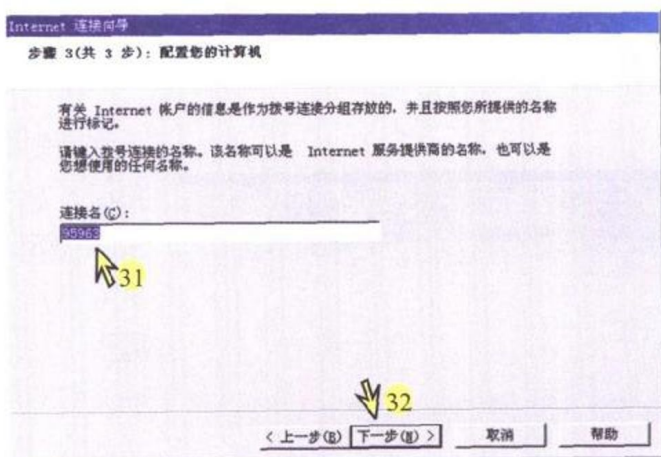 Internet 连接向导
步骤 3(共 3 步): 配置您的计算机
有关 Internet 帐户的信息是作为拨号连接分组存放的, 并且按照您所提供的名称
进行标记。
请键入拨号连接的名称。该名称可以是 Internet 服务提供商的名称, 也可以是
您想使用的任何名称。
连接名(C):
95963
31
32
< 上一步(B) 下一步(N) > 取消 帮助